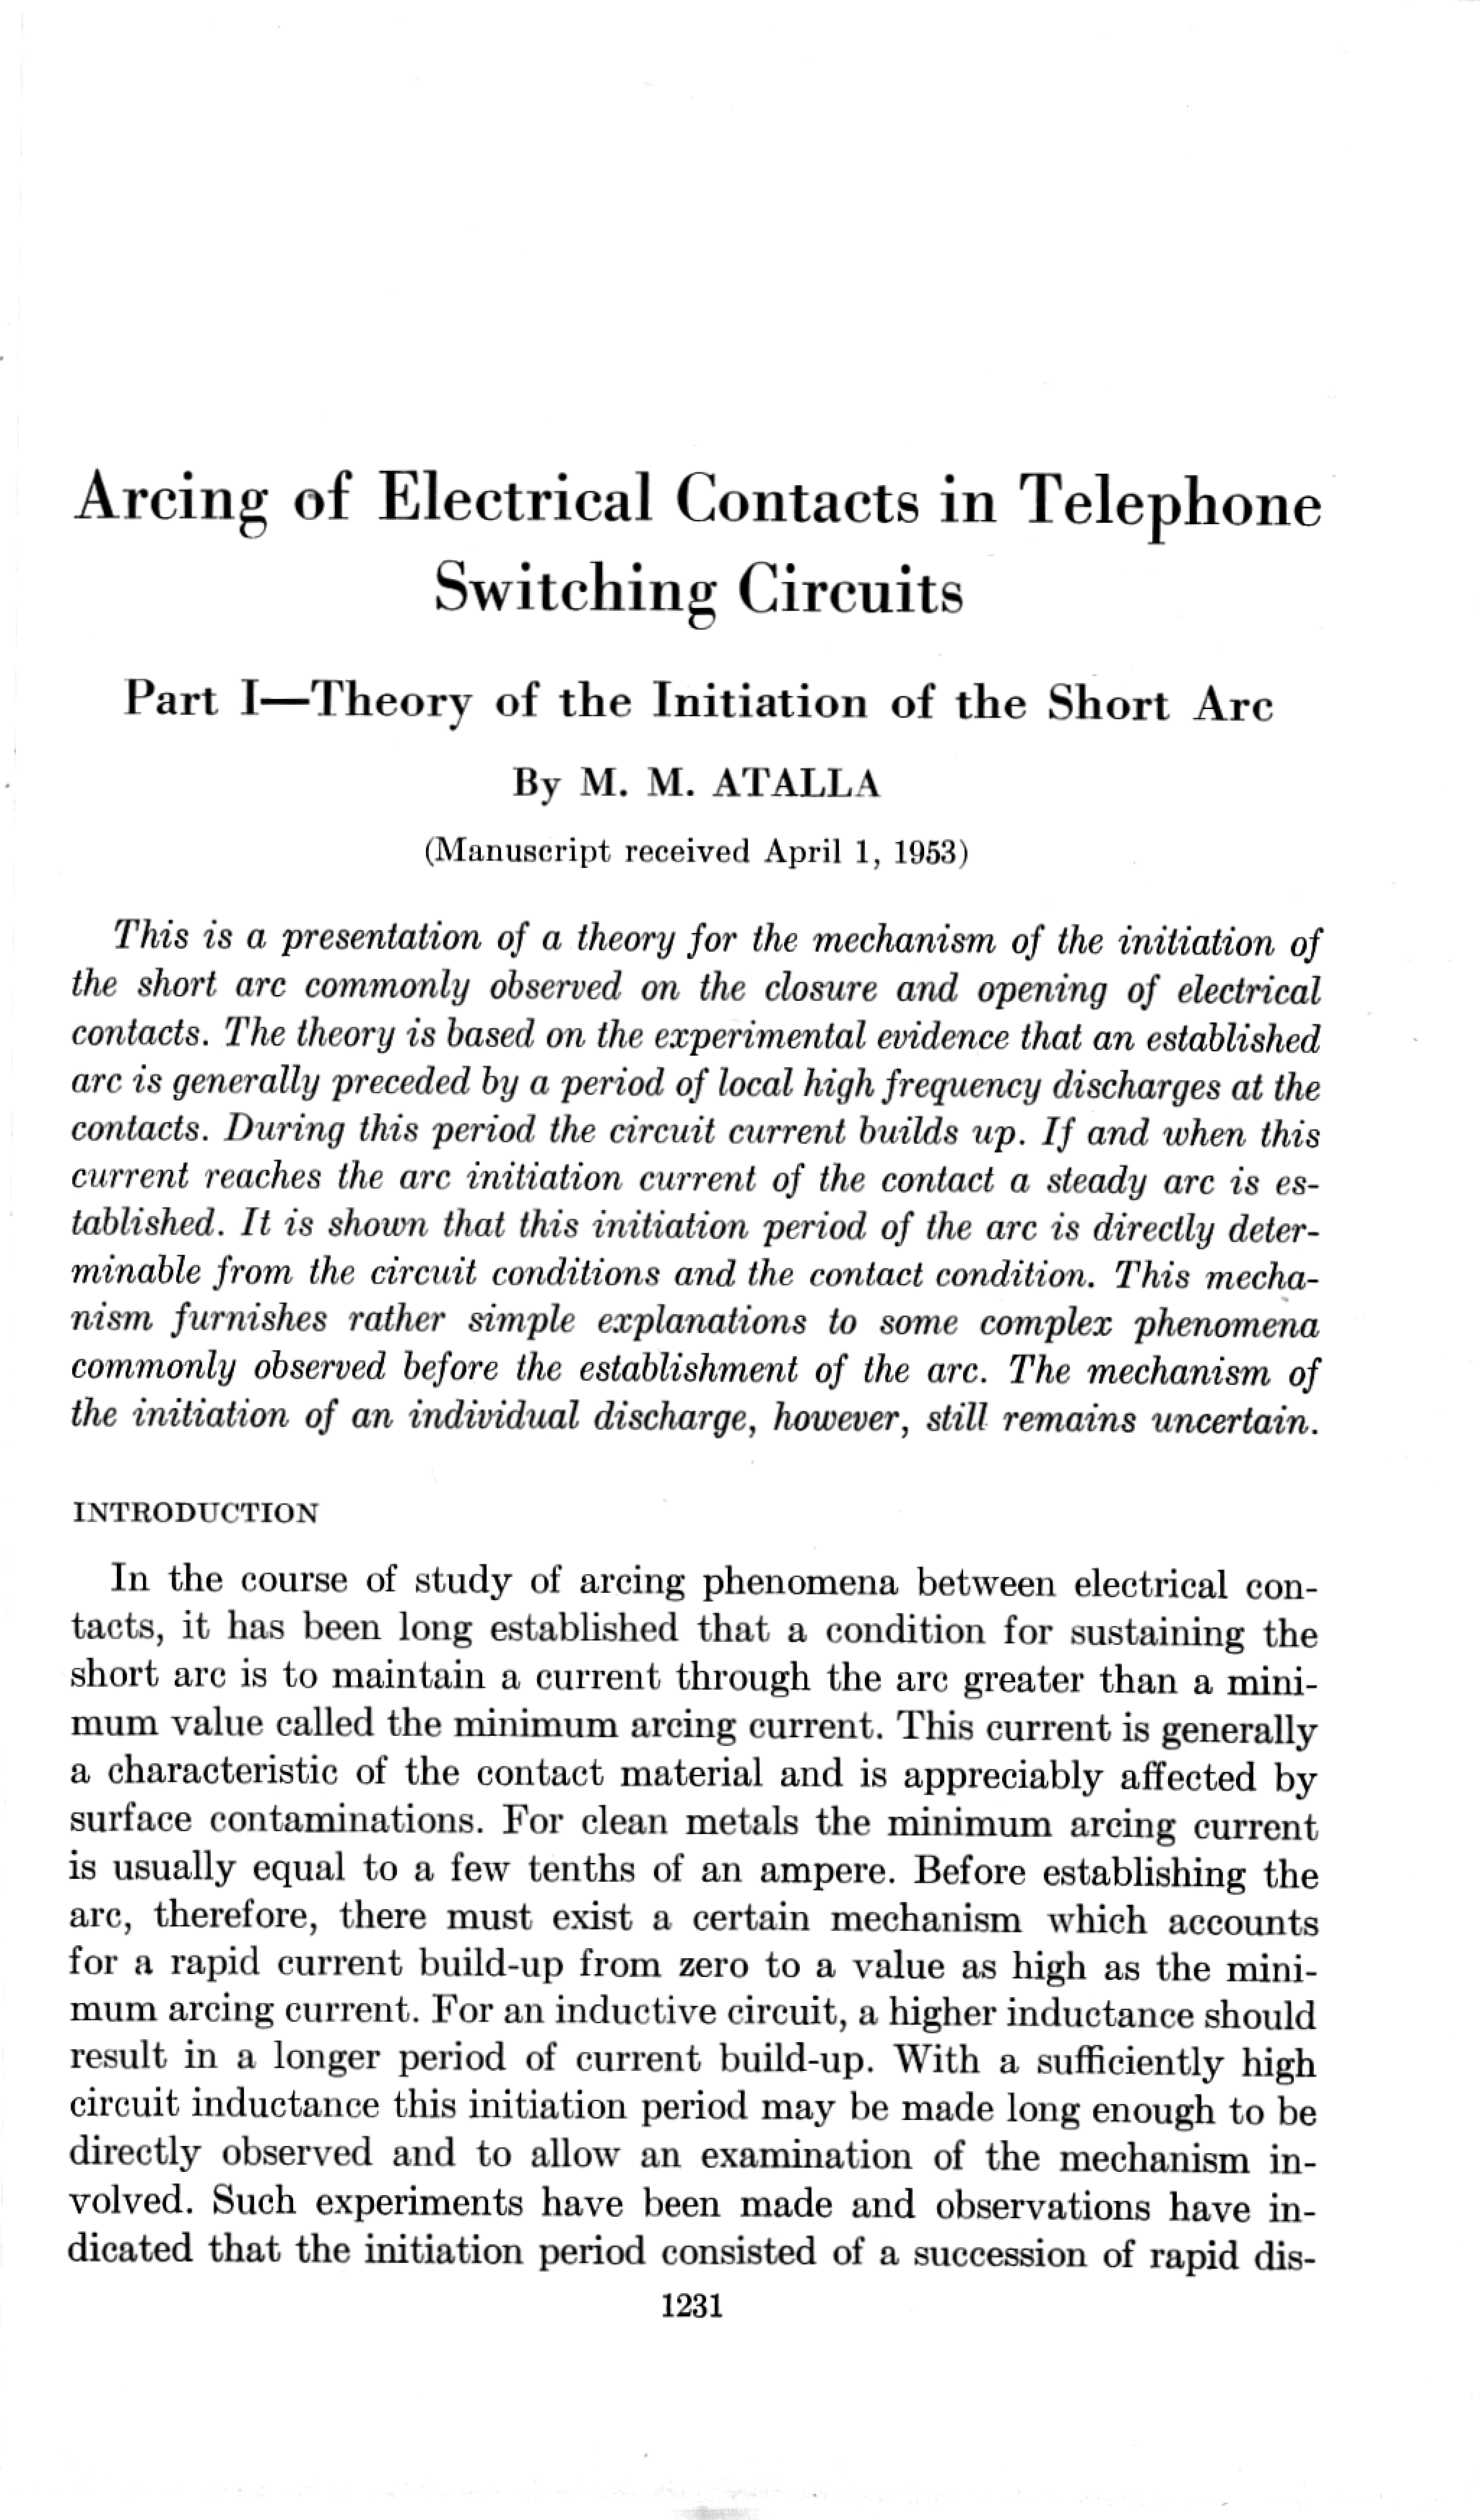 Arcing of Electrical Contacts in Telephone
Switching Circuits
Part I—Theory of the Initiation of the Short Arc
By M. M. ATALLA
(Manuscript received April 1, 1953)
This is a presentation of a theory for the mechanism of the initiation of
the short arc commonly observed on the closure and opening of electrical
contacts. The theory is based on the experimental evidence that an established
arc is generally preceded by a period of local high frequency discharges at the
contacts. During this period the circuit current builds up. If and when this
current reaches the arc initiation current of the contact a steady arc is es-
tablished. It is shown that this initiation period of the arc is directly deter-
minable from the circuit conditions and the contact condition. This mecha-
nism furnishes rather simple explanations to some complex phenomena
commonly observed before the establishment of the arc. The mechanism of
the initiation of an individual discharge, however, still remains uncertain.
INTRODUCTION
In the course of study of arcing phenomena between electrical con-
tacts, it has been long established that a condition for sustaining the
short arc is to maintain a current through the arc greater than a mini-
mum value called the minimum arcing current. This current is generally
a characteristic of the contact material and is appreciably affected by
surface contaminations. For clean metals the minimum arcing current
is usually equal to a few tenths of an ampere. Before establishing the
arc, therefore, there must exist a certain mechanism which accounts
for a rapid current build-up from zero to a value as high as the mini-
mum arcing current. For an inductive circuit, a higher inductance should
result in a longer period of current build-up. With a sufficiently high
circuit inductance this initiation period may be made long enough to be
directly observed and to allow an examination of the mechanism in-
volved. Such experiments have been made and observations have in-
dicated that the initiation period consisted of a succession of rapid dis-
1231